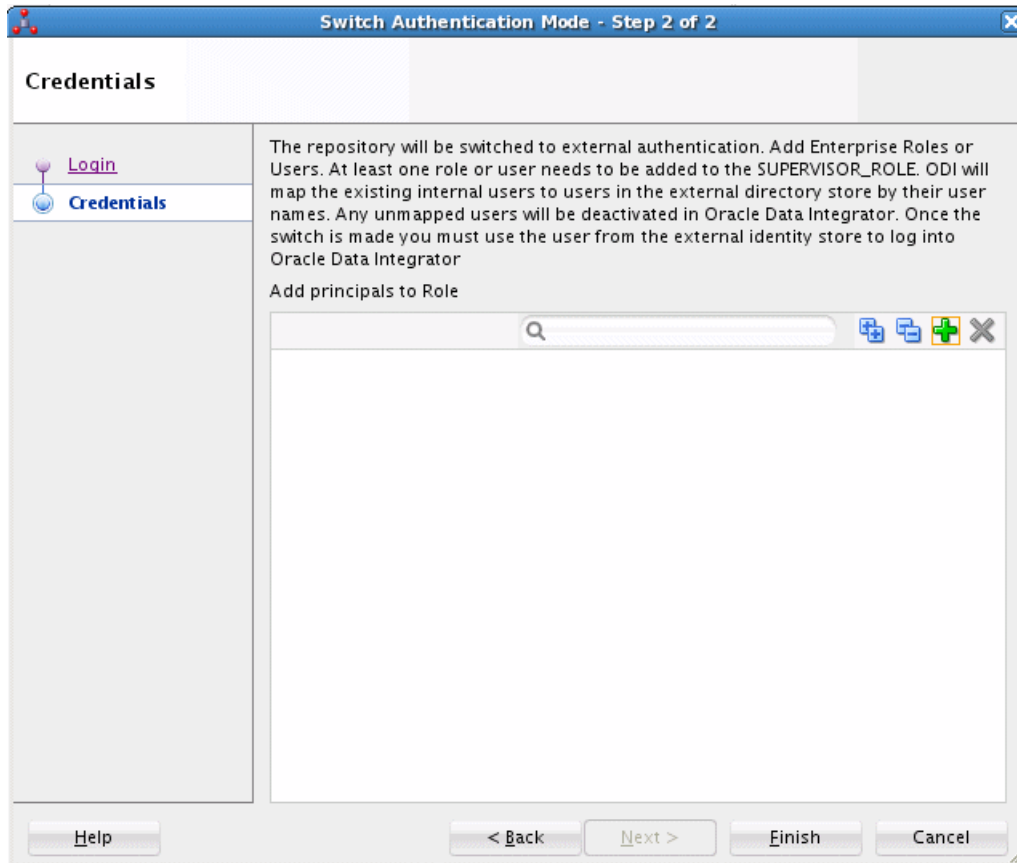 Switch Authentication Mode - Step 2 of 2
Credentials
Login
Credentials
The repository will be switched to external authentication. Add Enterprise Roles or
Users. At least one role or user needs to be added to the SUPERVISOR_ROLE. ODI will
map the existing internal users to users in the external directory store by their user
names. Any unmapped users will be deactivated in Oracle Data Integrator. Once the
switch is made you must use the user from the external identity store to log into
Oracle Data Integrator
Add principals to Role
Help
< Back
Next >
Finish
Cancel